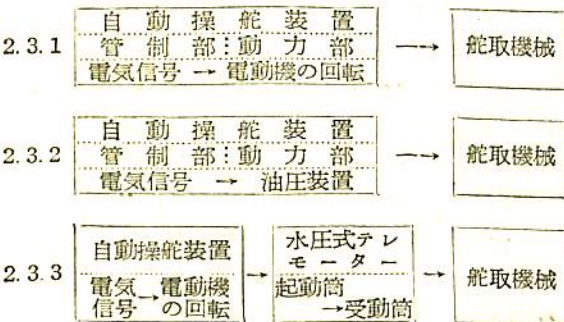 2.3.1
自動操舵装置
管制部⋮動力部
電気信号 → 電動機の回転
→
舵取機械
2.3.2
自動操舵装置
管制部⋮動力部
電気信号 → 油圧装置
→
舵取機械
2.3.3
自動操舵装置
電気信号→電動機の回転
→
水圧式テレ
モーター
起動筒
→受動筒
→
舵取機械